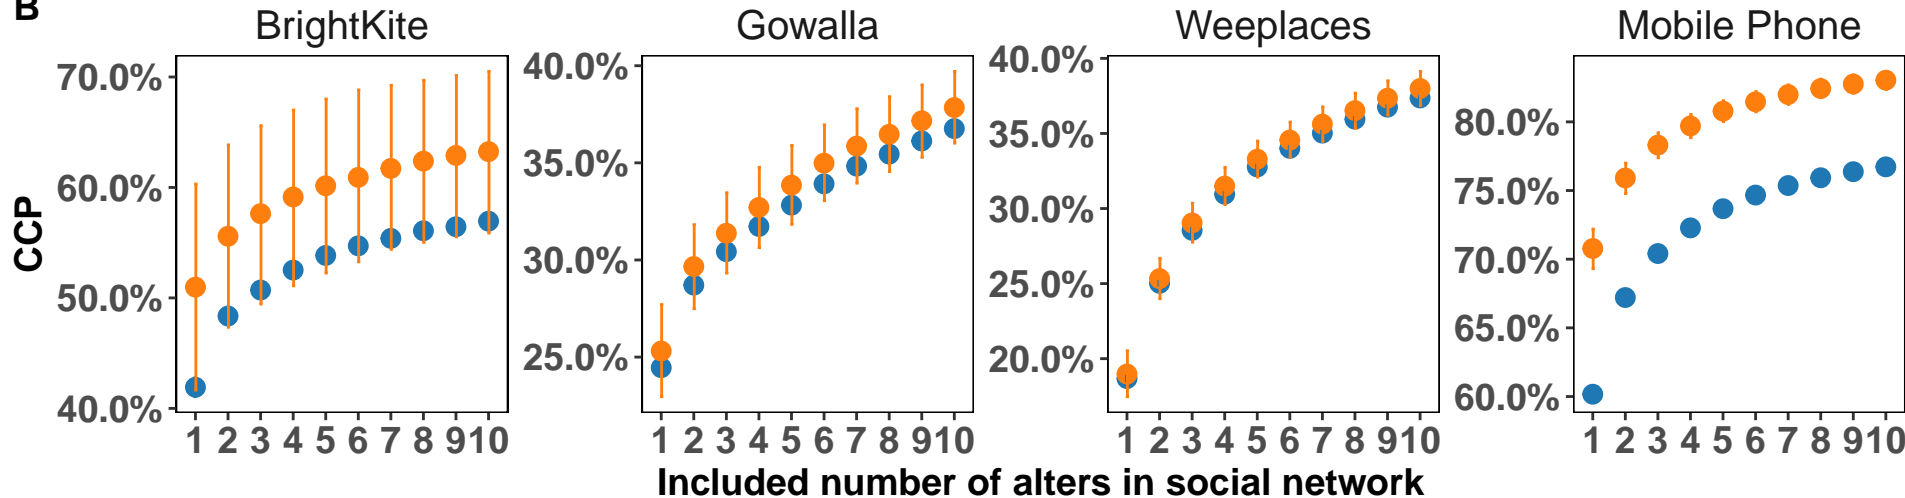 B
BrightKite Gowalla Weeplaces Mobile Phone
CCP
70.0%
60.0%
50.0%
40.0%
1 2 3 4 5 6 7 8 9 10
40.0%
35.0%
30.0%
25.0%
1 2 3 4 5 6 7 8 9 10
40.0%
35.0%
30.0%
25.0%
20.0%
1 2 3 4 5 6 7 8 9 10
80.0%
75.0%
70.0%
65.0%
60.0%
1 2 3 4 5 6 7 8 9 10
Included number of alters in social network